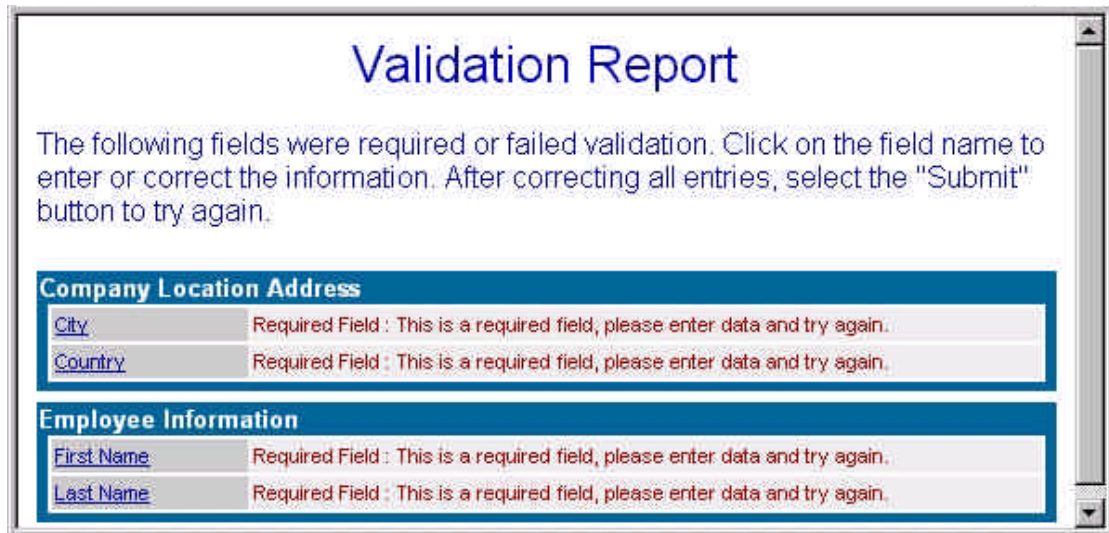 Validation Report
The following fields were required or failed validation. Click on the field name to
enter or correct the information. After correcting all entries, select the "Submit"
button to try again.
Company Location Address
City Required Field : This is a required field, please enter data and try again.
Country Required Field : This is a required field, please enter data and try again.
Employee Information
First Name Required Field : This is a required field, please enter data and try again.
Last Name Required Field : This is a required field, please enter data and try again.